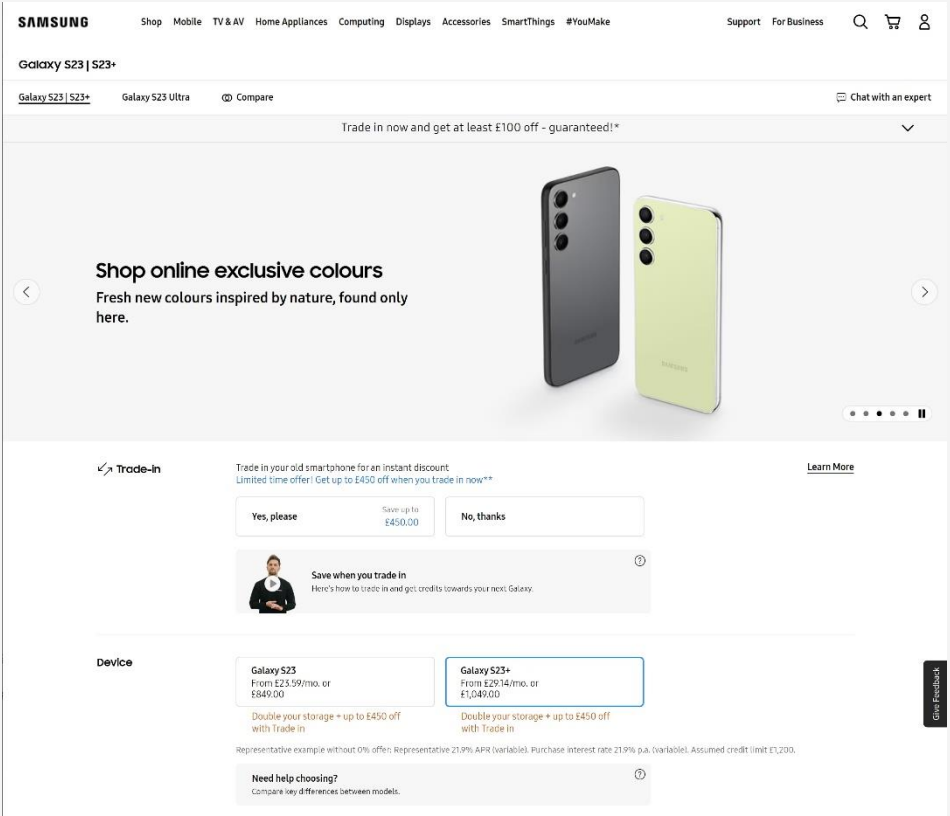 SAMSUNG
Shop Mobile TV & AV Home Appliances Computing Displays Accessories SmartThings #YouMake
Support For Business
Galaxy S23 | S23+
Galaxy S23 | S23+ Galaxy S23 Ultra Compare
Chat with an expert
Trade in now and get at least £100 off - guaranteed!*
Shop online exclusive colours
Fresh new colours inspired by nature, found only
here.
SAMSUNG
Trade-in
Trade in your old smartphone for an instant discount
Limited time offer! Get up to £450 off when you trade in now**
Learn More
Yes, please
Save up to
£450.00
No, thanks
Save when you trade in
Here's how to trade in and get credits towards your next Galaxy.
Device
Galaxy S23
From £23.59/mo. or
£849.00
Galaxy S23+
From £29.14/mo. or
£1,049.00
Double your storage + up to £450 off
with Trade in
Double your storage + up to £450 off
with Trade in
Give Feedback
Representative example without 0% offer: Representative 21.9% APR (variable). Purchase interest rate 21.9% p.a. (variable). Assumed credit limit £1,200.
Need help choosing?
Compare key differences between models.